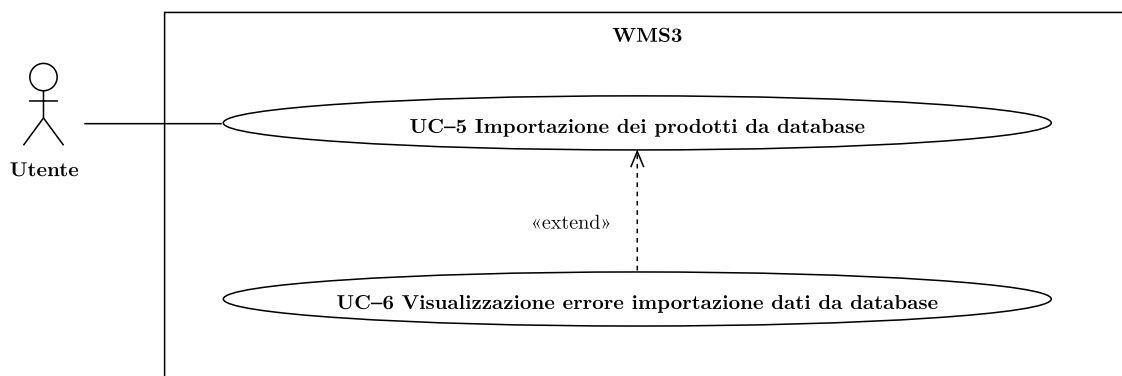 WMS3
UC–5 Importazione dei prodotti da database
Utente
«extend»
UC–6 Visualizzazione errore importazione dati da database